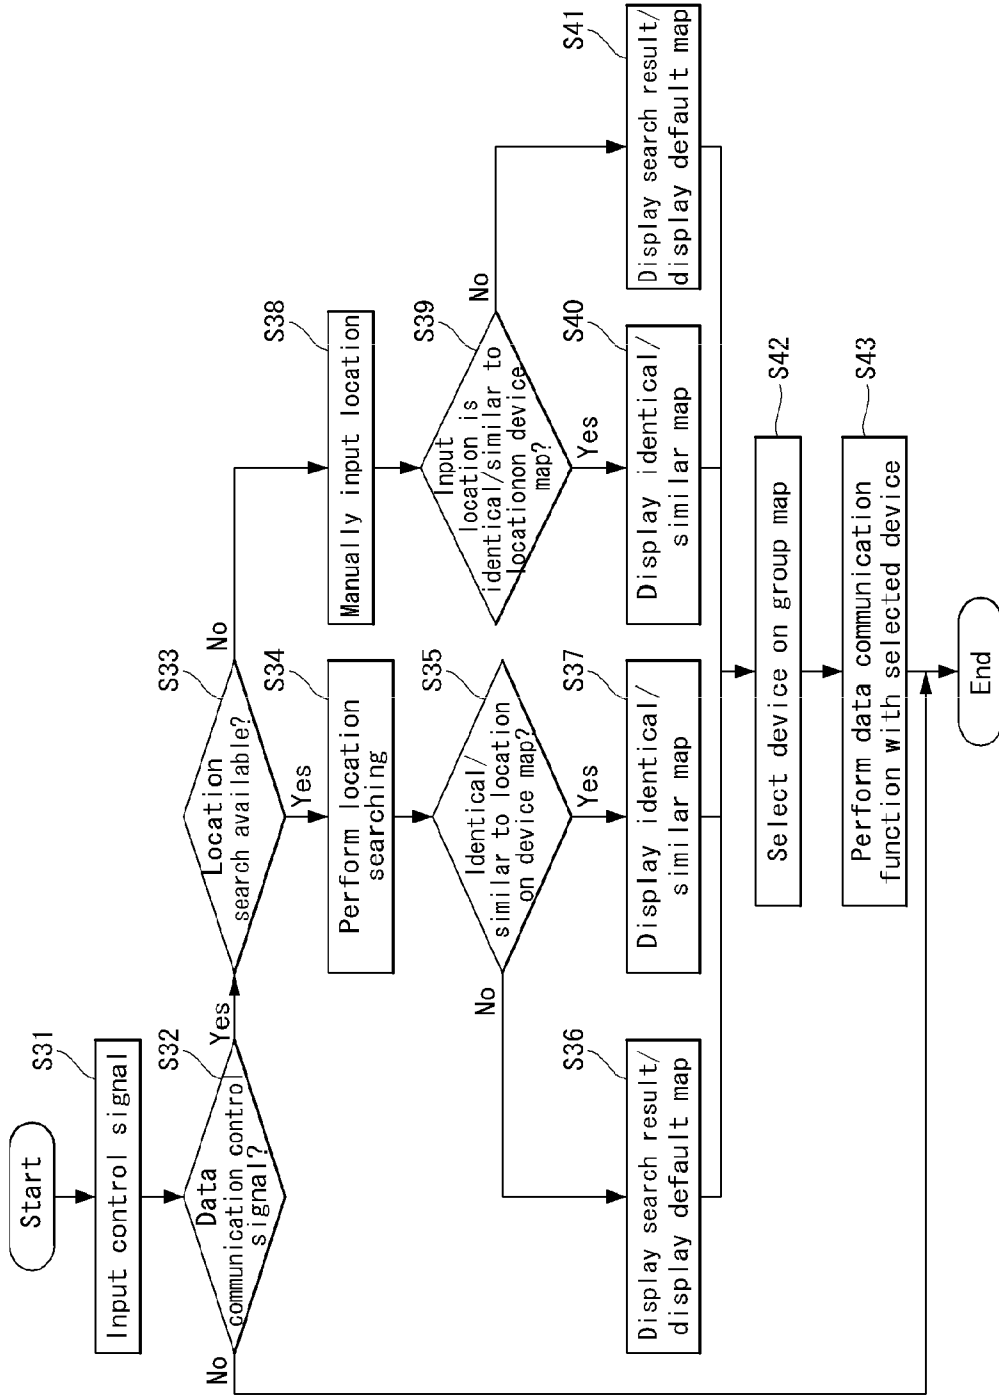 Start
S31
Input control signal
S32
Data
communication control
signal?
No
Yes
S33
Location
search available?
No
Yes
S34
Perform location
searching
S35
Identical/
similar to location
on device map?
No
Yes
S36
Display search result/
display default map
S37
Display identical/
similar map
S38
Manually input location
S39
Input
location is
identical/similar to
locationon device
map?
No
Yes
S40
Display identical/
similar map
S41
Display search result/
display default map
S42
Select device on group map
S43
Perform data communication
function with selected device
End